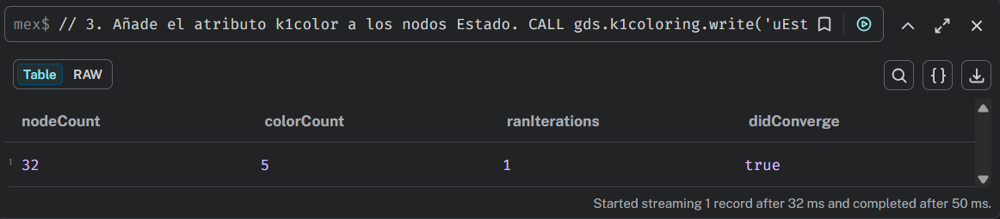 mex$ // 3. Añade el atributo k1color a los nodos Estado. CALL gds.k1coloring.write('uEst
Table RAW
{}
nodeCount colorCount ranIterations didConverge
1 32 5 1 true
Started streaming 1 record after 32 ms and completed after 50 ms.